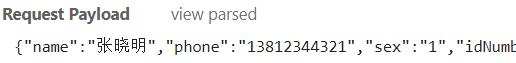 Request Payload view parsed
{"name":"张晓明","phone":"13812344321","sex":"1","idNumb